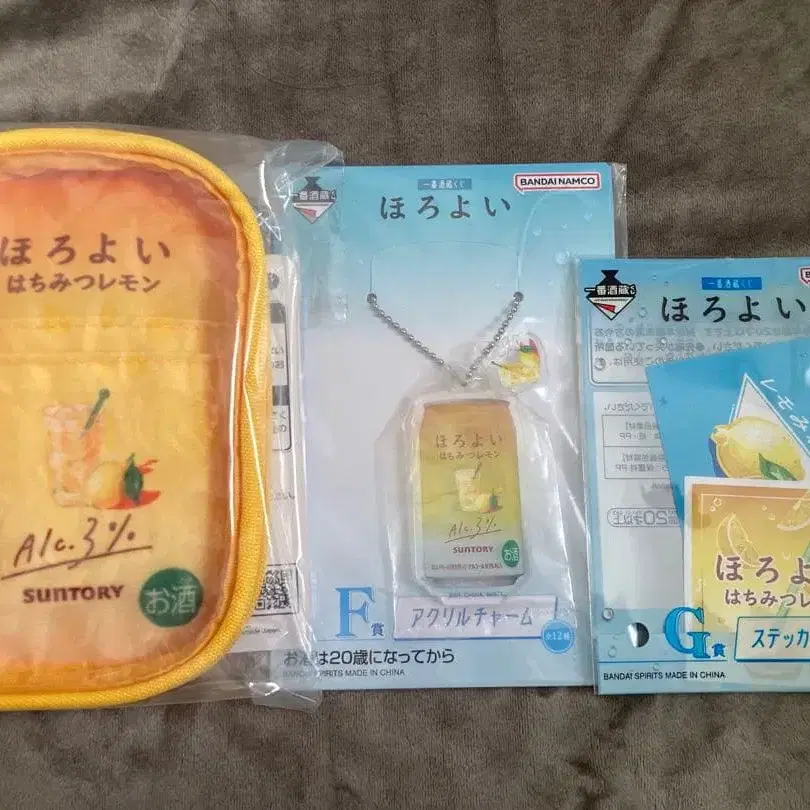 ほろよい
はちみつレモン
Alc.3%
SUNTORY
お酒
一番酒蔵くじ
BANDAI NAMCO
ほろよい
ほろよい
はちみつレモン
Alc.3%
SUNTORY
お酒
F賞
アクリルチャーム
全12種
お酒は20歳になってから
BANDAI SPIRITS MADE IN CHINA
一番酒蔵くじ
ほろよい
レモ
ほろよ
はちみつレ
G賞
ステッカ
BANDAI SPIRITS MADE IN CHINA